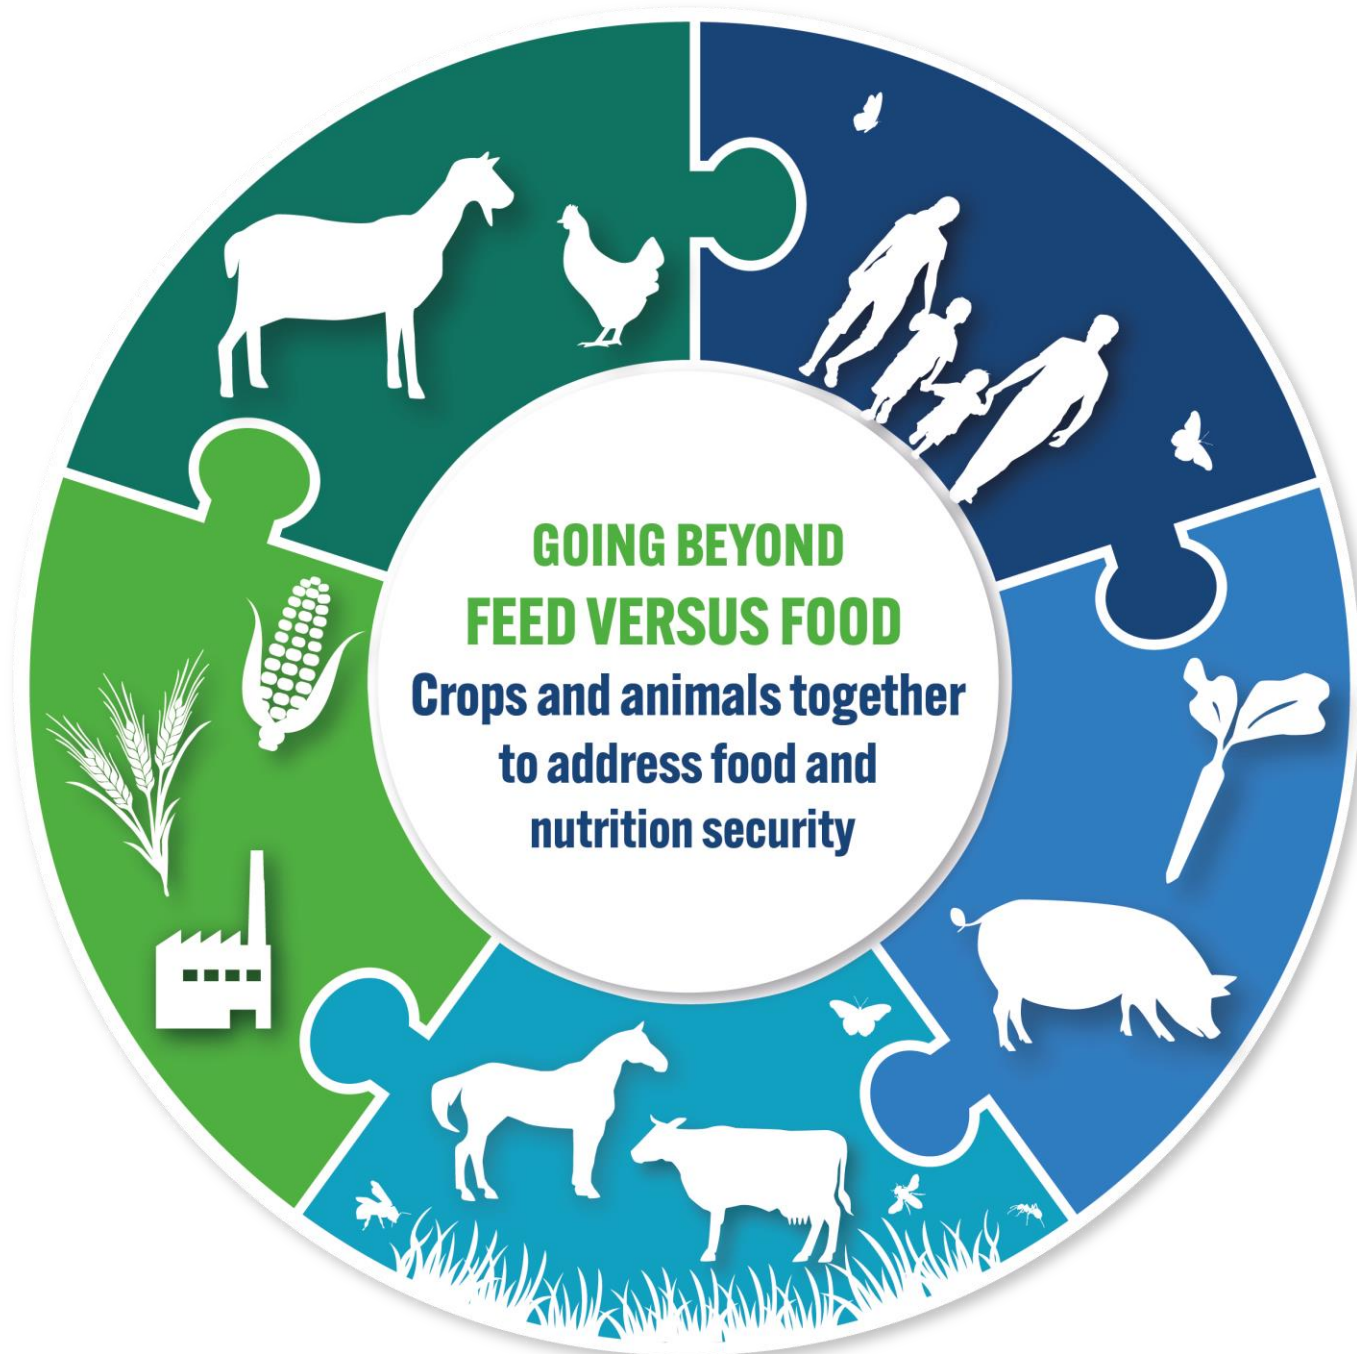 GOING BEYOND
FEED VERSUS FOOD
Crops and animals together
to address food and
nutrition security